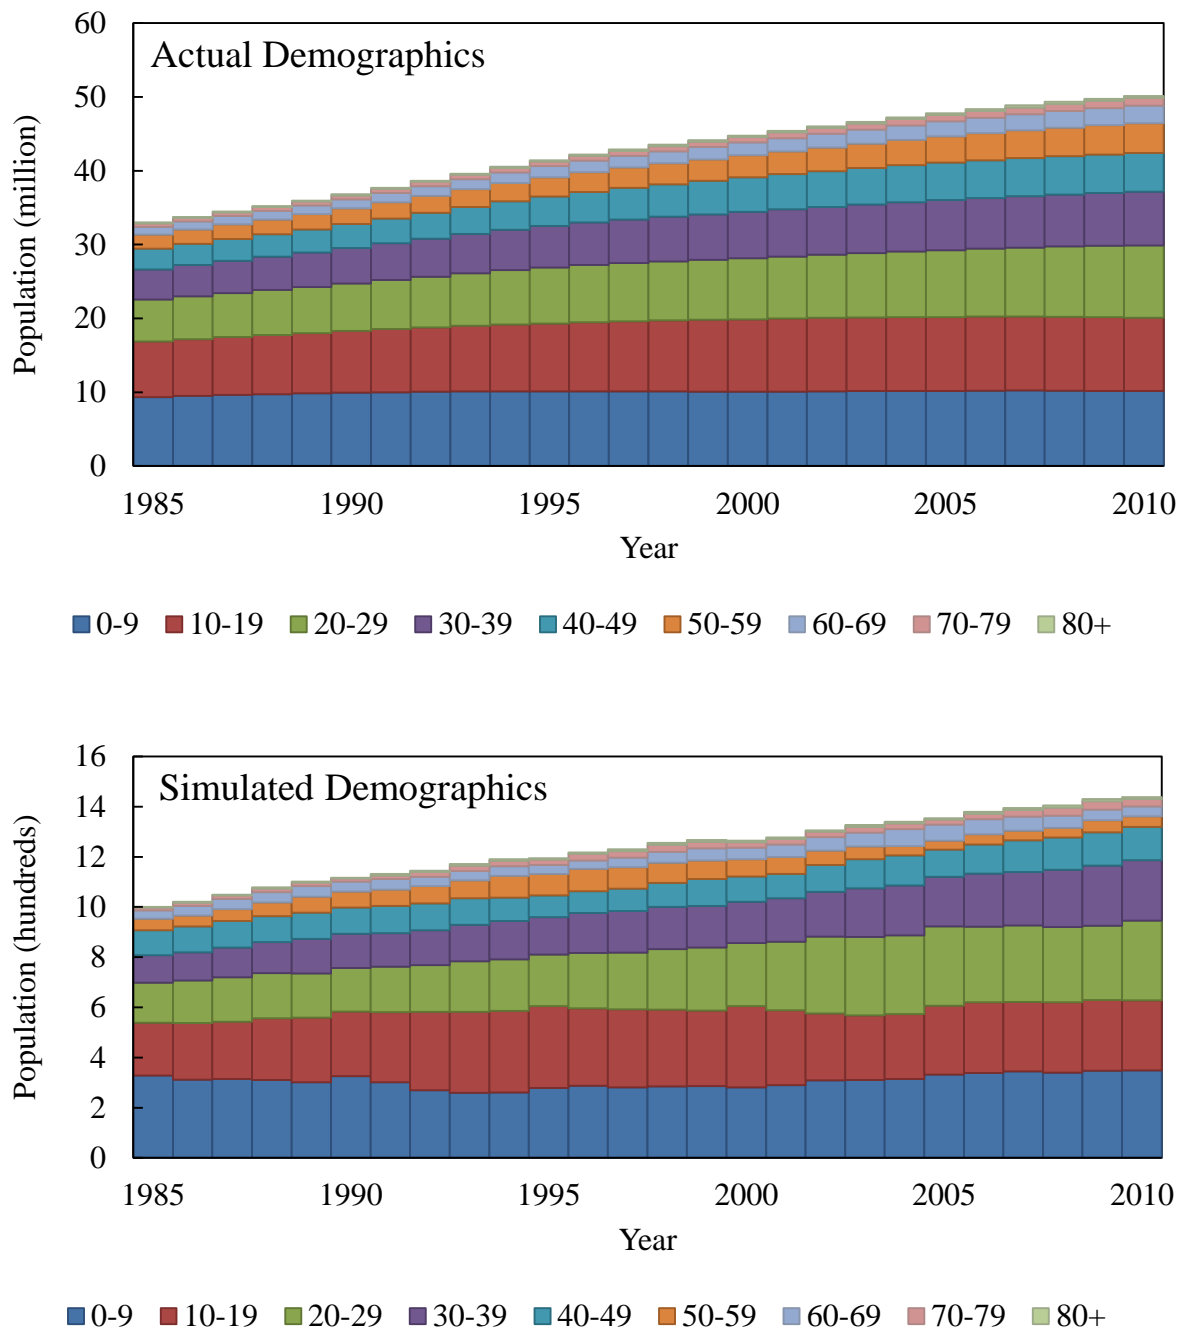 Actual Demographics
Population (million)
60
50
40
30
20
10
0
1985 1990 1995 2000 2005 2010
Year
0-9 10-19 20-29 30-39 40-49 50-59 60-69 70-79 80+
Simulated Demographics
Population (hundreds)
16
14
12
10
8
6
4
2
0
1985 1990 1995 2000 2005 2010
Year
0-9 10-19 20-29 30-39 40-49 50-59 60-69 70-79 80+